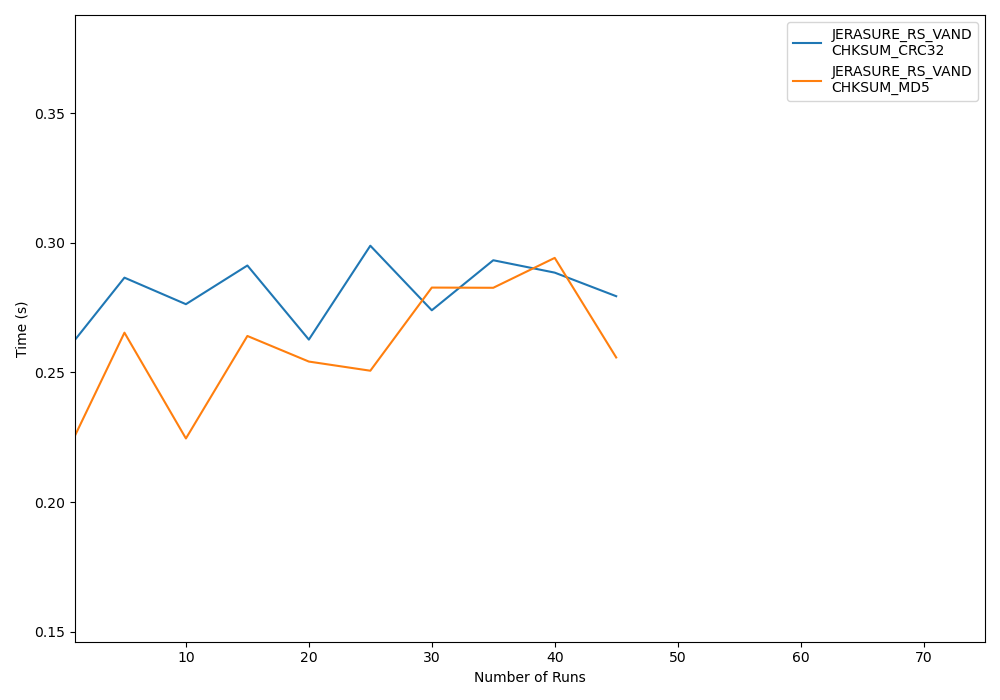 JERASURE_RS_VAND
CHKSUM_CRC32
JERASURE_RS_VAND
CHKSUM_MD5
0.35
0.30
0.25
0.20
0.15
Time (s)
10 20 30 40 50 60 70
Number of Runs